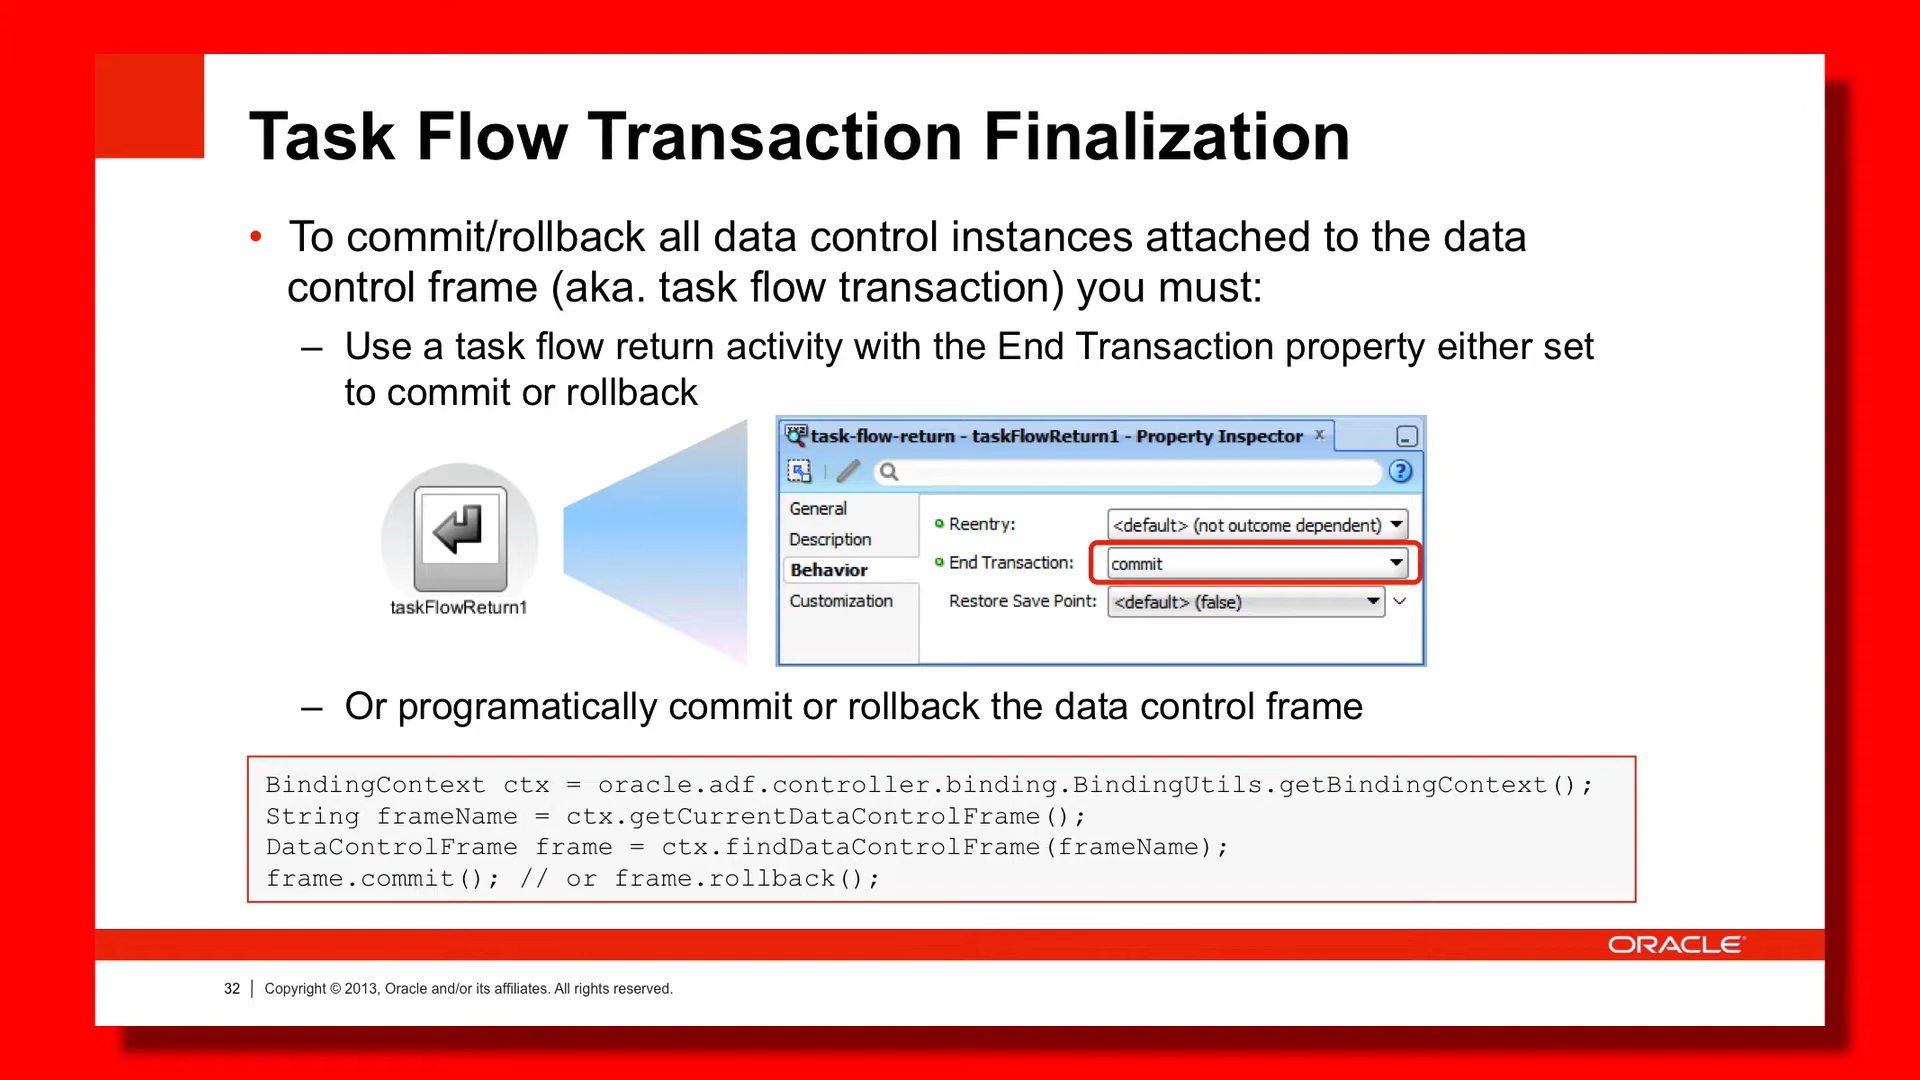 Task Flow Transaction Finalization
• To commit/rollback all data control instances attached to the data
control frame (aka. task flow transaction) you must:
– Use a task flow return activity with the End Transaction property either set
to commit or rollback
task-flow-return - taskFlowReturn1 - Property Inspector x
General
Description
Behavior
Customization
Reentry: <default> (not outcome dependent)
End Transaction: commit
Restore Save Point: <default> (false)
taskFlowReturn1
– Or programatically commit or rollback the data control frame
BindingContext ctx = oracle.adf.controller.binding.BindingUtils.getBindingContext();
String frameName = ctx.getCurrentDataControlFrame();
DataControlFrame frame = ctx.findDataControlFrame(frameName);
frame.commit(); // or frame.rollback();
ORACLE
32 | Copyright © 2013, Oracle and/or its affiliates. All rights reserved.